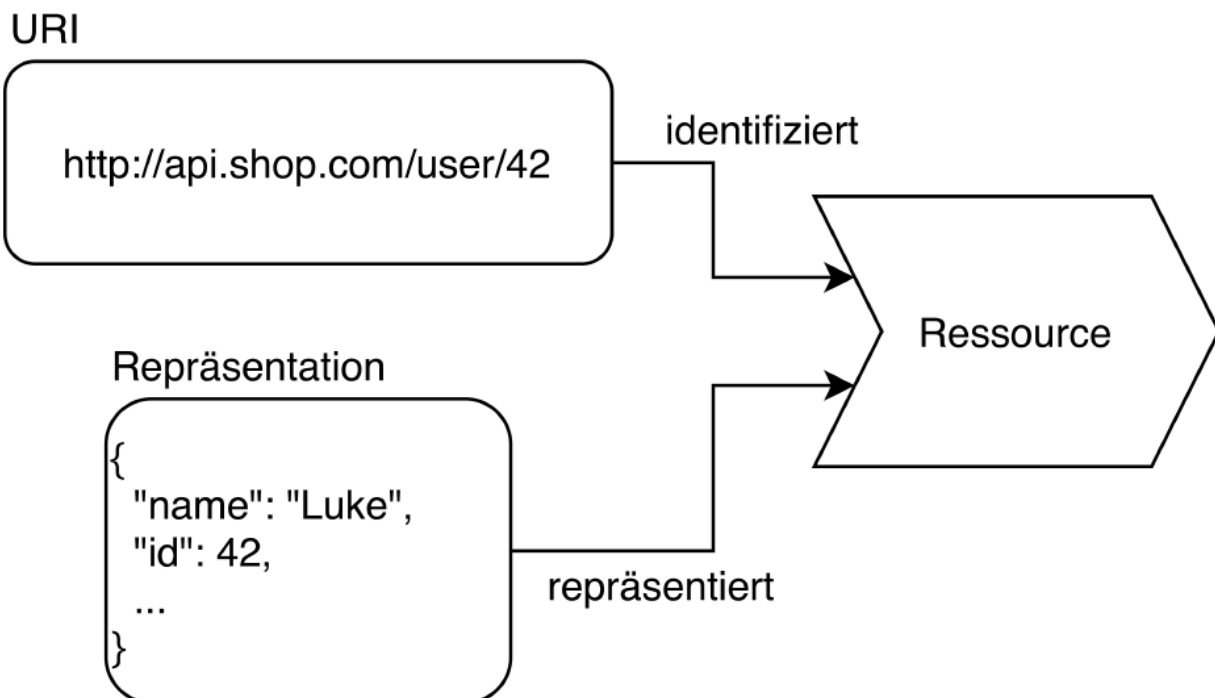 URI
http://api.shop.com/user/42
identifiziert
Ressource
Repräsentation
{
"name": "Luke",
"id": 42,
...
}
repräsentiert